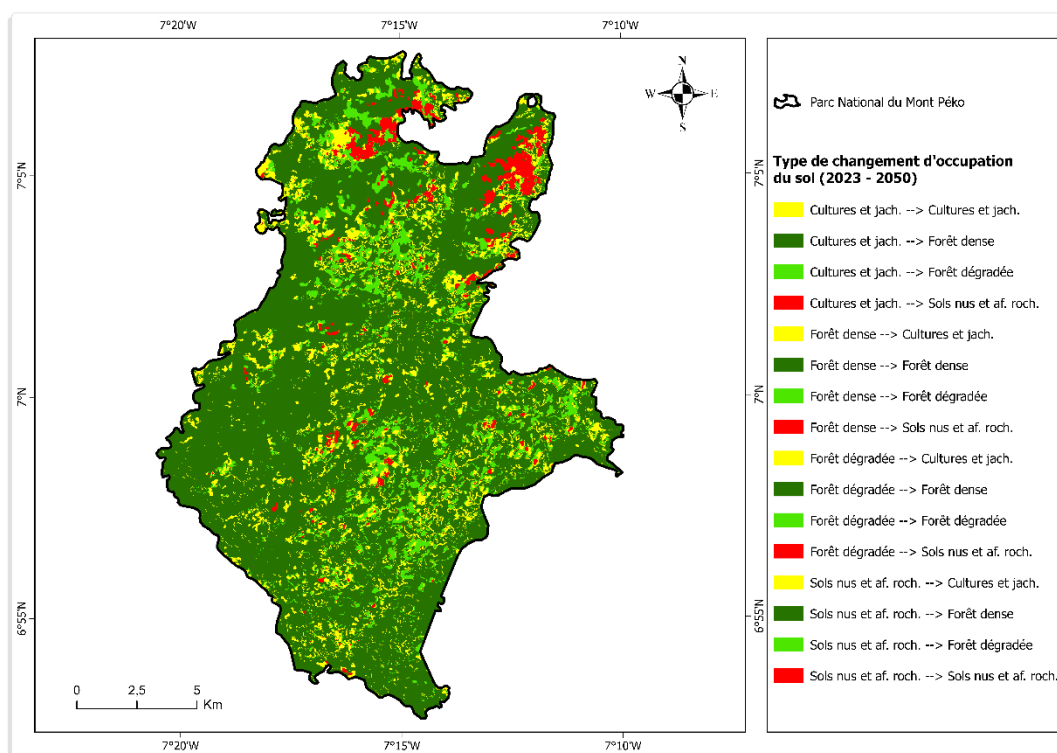 7°20'W
7°15'W
7°10'W
N
W
E
S
Parc National du Mont Péko
7°5'N
7°5'N
Type de changement d'occupation
du sol (2023 - 2050)
Cultures et jach. --> Cultures et jach.
Cultures et jach. --> Forêt dense
Cultures et jach. --> Forêt dégradée
Cultures et jach. --> Sols nus et af. roch.
Forêt dense --> Cultures et jach.
Forêt dense --> Forêt dense
7°N
7°N
Forêt dense --> Forêt dégradée
Forêt dense --> Sols nus et af. roch.
Forêt dégradée --> Cultures et jach.
Forêt dégradée --> Forêt dense
Forêt dégradée --> Forêt dégradée
Forêt dégradée --> Sols nus et af. roch.
Sols nus et af. roch. --> Cultures et jach.
6°55'N
6°55'N
Sols nus et af. roch. --> Forêt dense
Sols nus et af. roch. --> Forêt dégradée
Sols nus et af. roch. --> Sols nus et af. roch.
0 2.5 5
Km
7°20'W
7°15'W
7°10'W